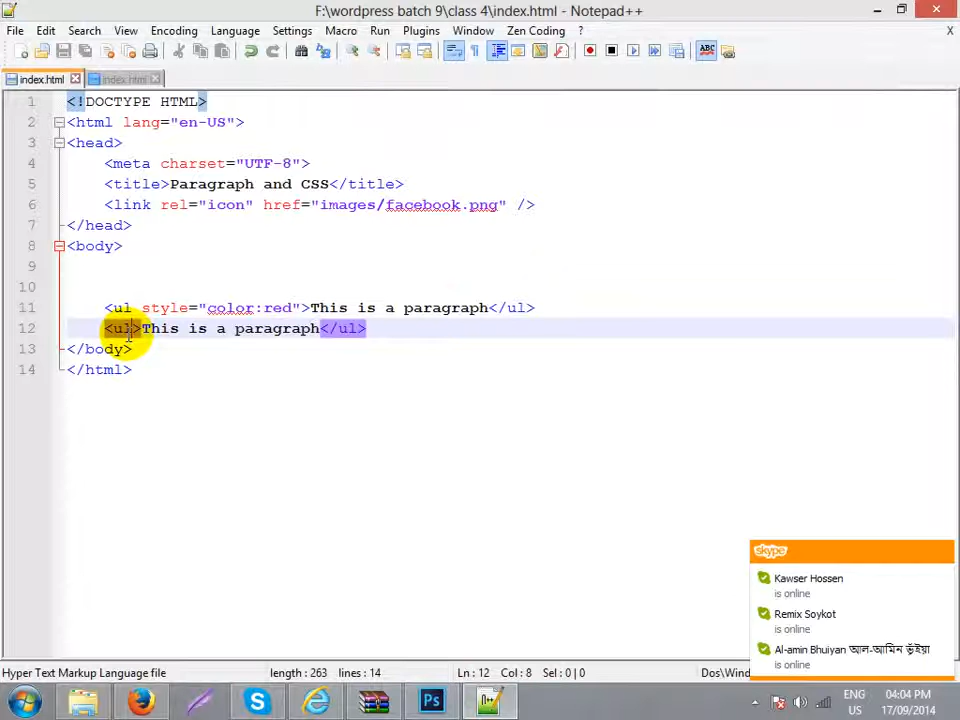 F:\wordpress batch 9\class 4\index.html - Notepad++
File Edit Search View Encoding Language Settings Macro Run Plugins Window Zen Coding ? X
index.html index.html
1 <!DOCTYPE HTML>
2 <html lang="en-US">
3 <head>
4 <meta charset="UTF-8">
5 <title>Paragraph and CSS</title>
6 <link rel="icon" href="images/facebook.png" />
7 </head>
8 <body>
9
10
11 <ul style="color:red">This is a paragraph</ul>
12 <ul>This is a paragraph</ul>
13 </body>
14 </html>
skype
Kawser Hossen
is online
Remix Soykot
is online
Al-amin Bhuiyan আল-আমিন ভূঁইয়া
is online
Hyper Text Markup Language file length : 263 lines : 14 Ln : 12 Col : 8 Sel : 0 | 0 Dos\Windo
ENG 04:04 PM
US 17/09/2014